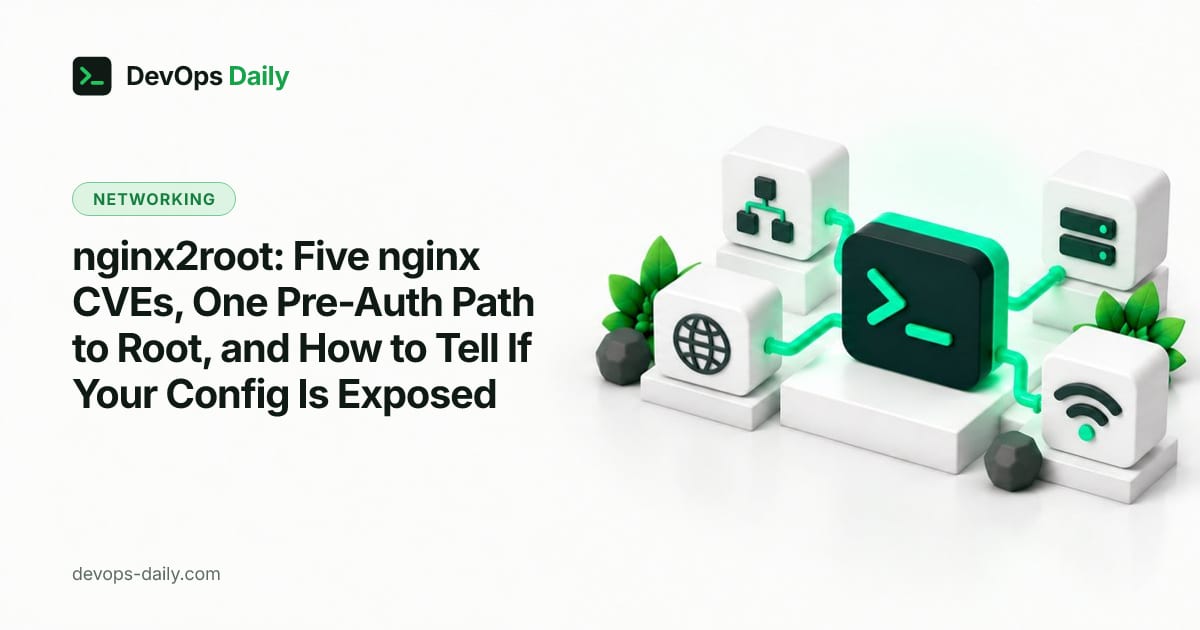 DevOps Daily
NETWORKING
nginx2root: Five nginx
CVEs, One Pre-Auth Path
to Root, and How to Tell If
Your Config Is Exposed
devops-daily.com